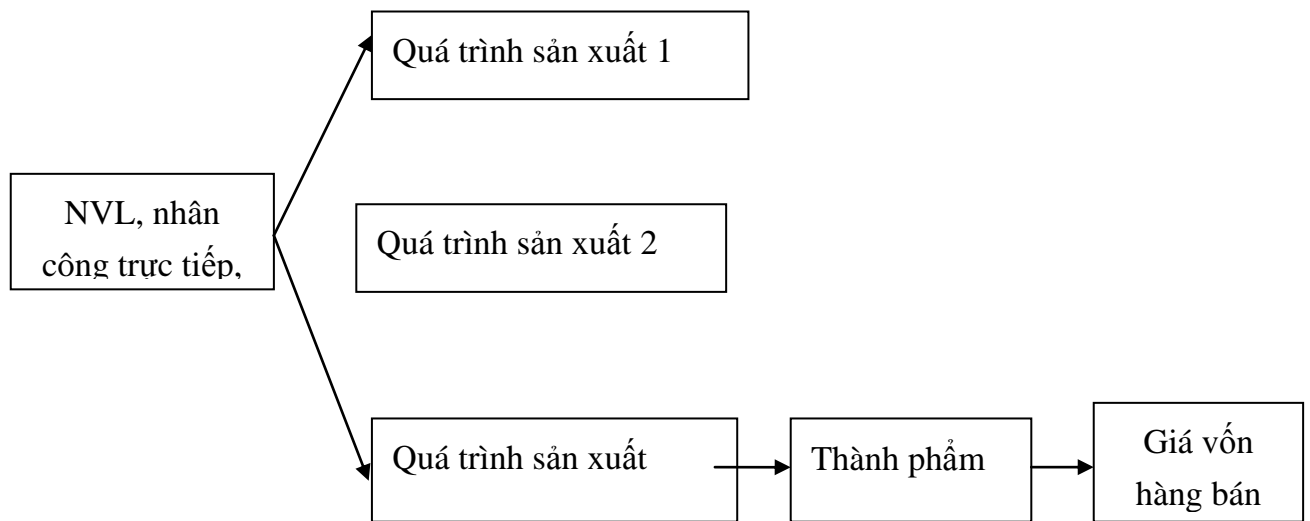 Quá trình sản xuất 1
NVL, nhân
công trực tiếp,
Quá trình sản xuất 2
Quá trình sản xuất
Thành phẩm
Giá vốn
hàng bán